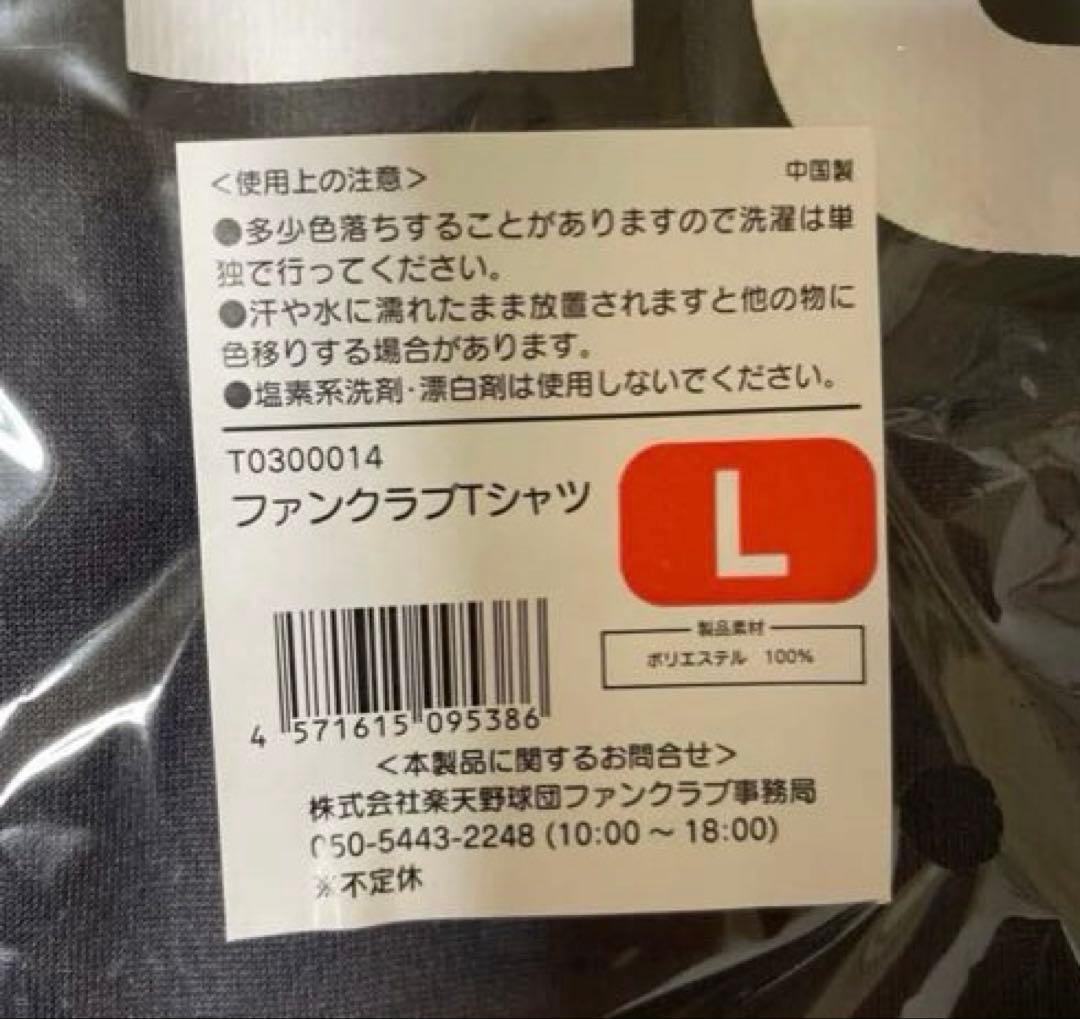 <使用上の注意>
中国製
●多少色落ちすることがありますので洗濯は単
独で行ってください。
●汗や水に濡れたまま放置されますと他の物に
色移りする場合があります。
●塩素系洗剤・漂白剤は使用しないでください。
T0300014
ファンクラブTシャツ
L
製品素材
ポリエステル 100%
4 571615 095386
<本製品に関するお問合せ>
株式会社楽天野球団ファンクラブ事務局
050-5443-2248 (10:00 ～ 18:00)
※不定休